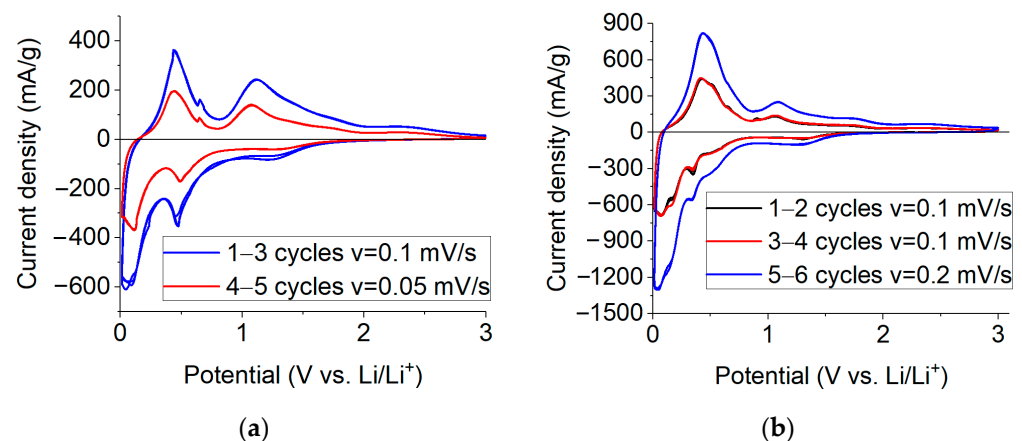 Current density (mA/g)
400
200
0
−200
−400
−600
1−3 cycles v=0.1 mV/s
4−5 cycles v=0.05 mV/s
0 1 2 3
Potential (V vs. Li/Li⁺)
(a)
Current density (mA/g)
900
600
300
0
−300
−600
−900
−1200
−1500
1−2 cycles v=0.1 mV/s
3−4 cycles v=0.1 mV/s
5−6 cycles v=0.2 mV/s
0 1 2 3
Potential (V vs. Li/Li⁺)
(b)